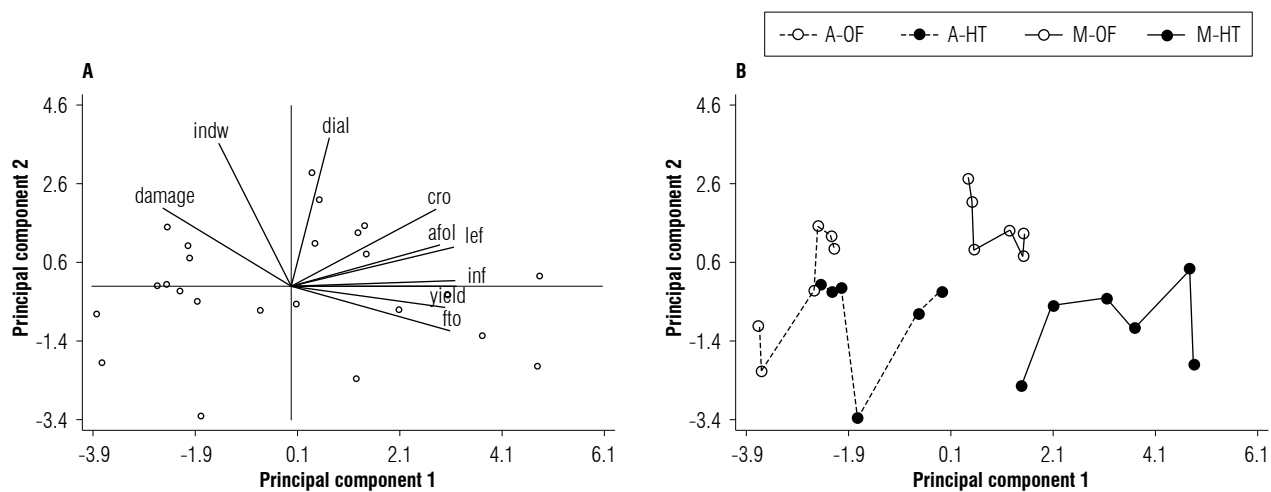 A-OF A-HT M-OF M-HT
A
4.6
2.6
0.6
-1.4
-3.4
Principal component 2
indw
dial
damage
cro
afol
lef
inf
yield
fto
-3.9 -1.9 0.1 2.1 4.1 6.1
Principal component 1
B
4.6
2.6
0.6
-1.4
-3.4
Principal component 2
-3.9 -1.9 0.1 2.1 4.1 6.1
Principal component 1